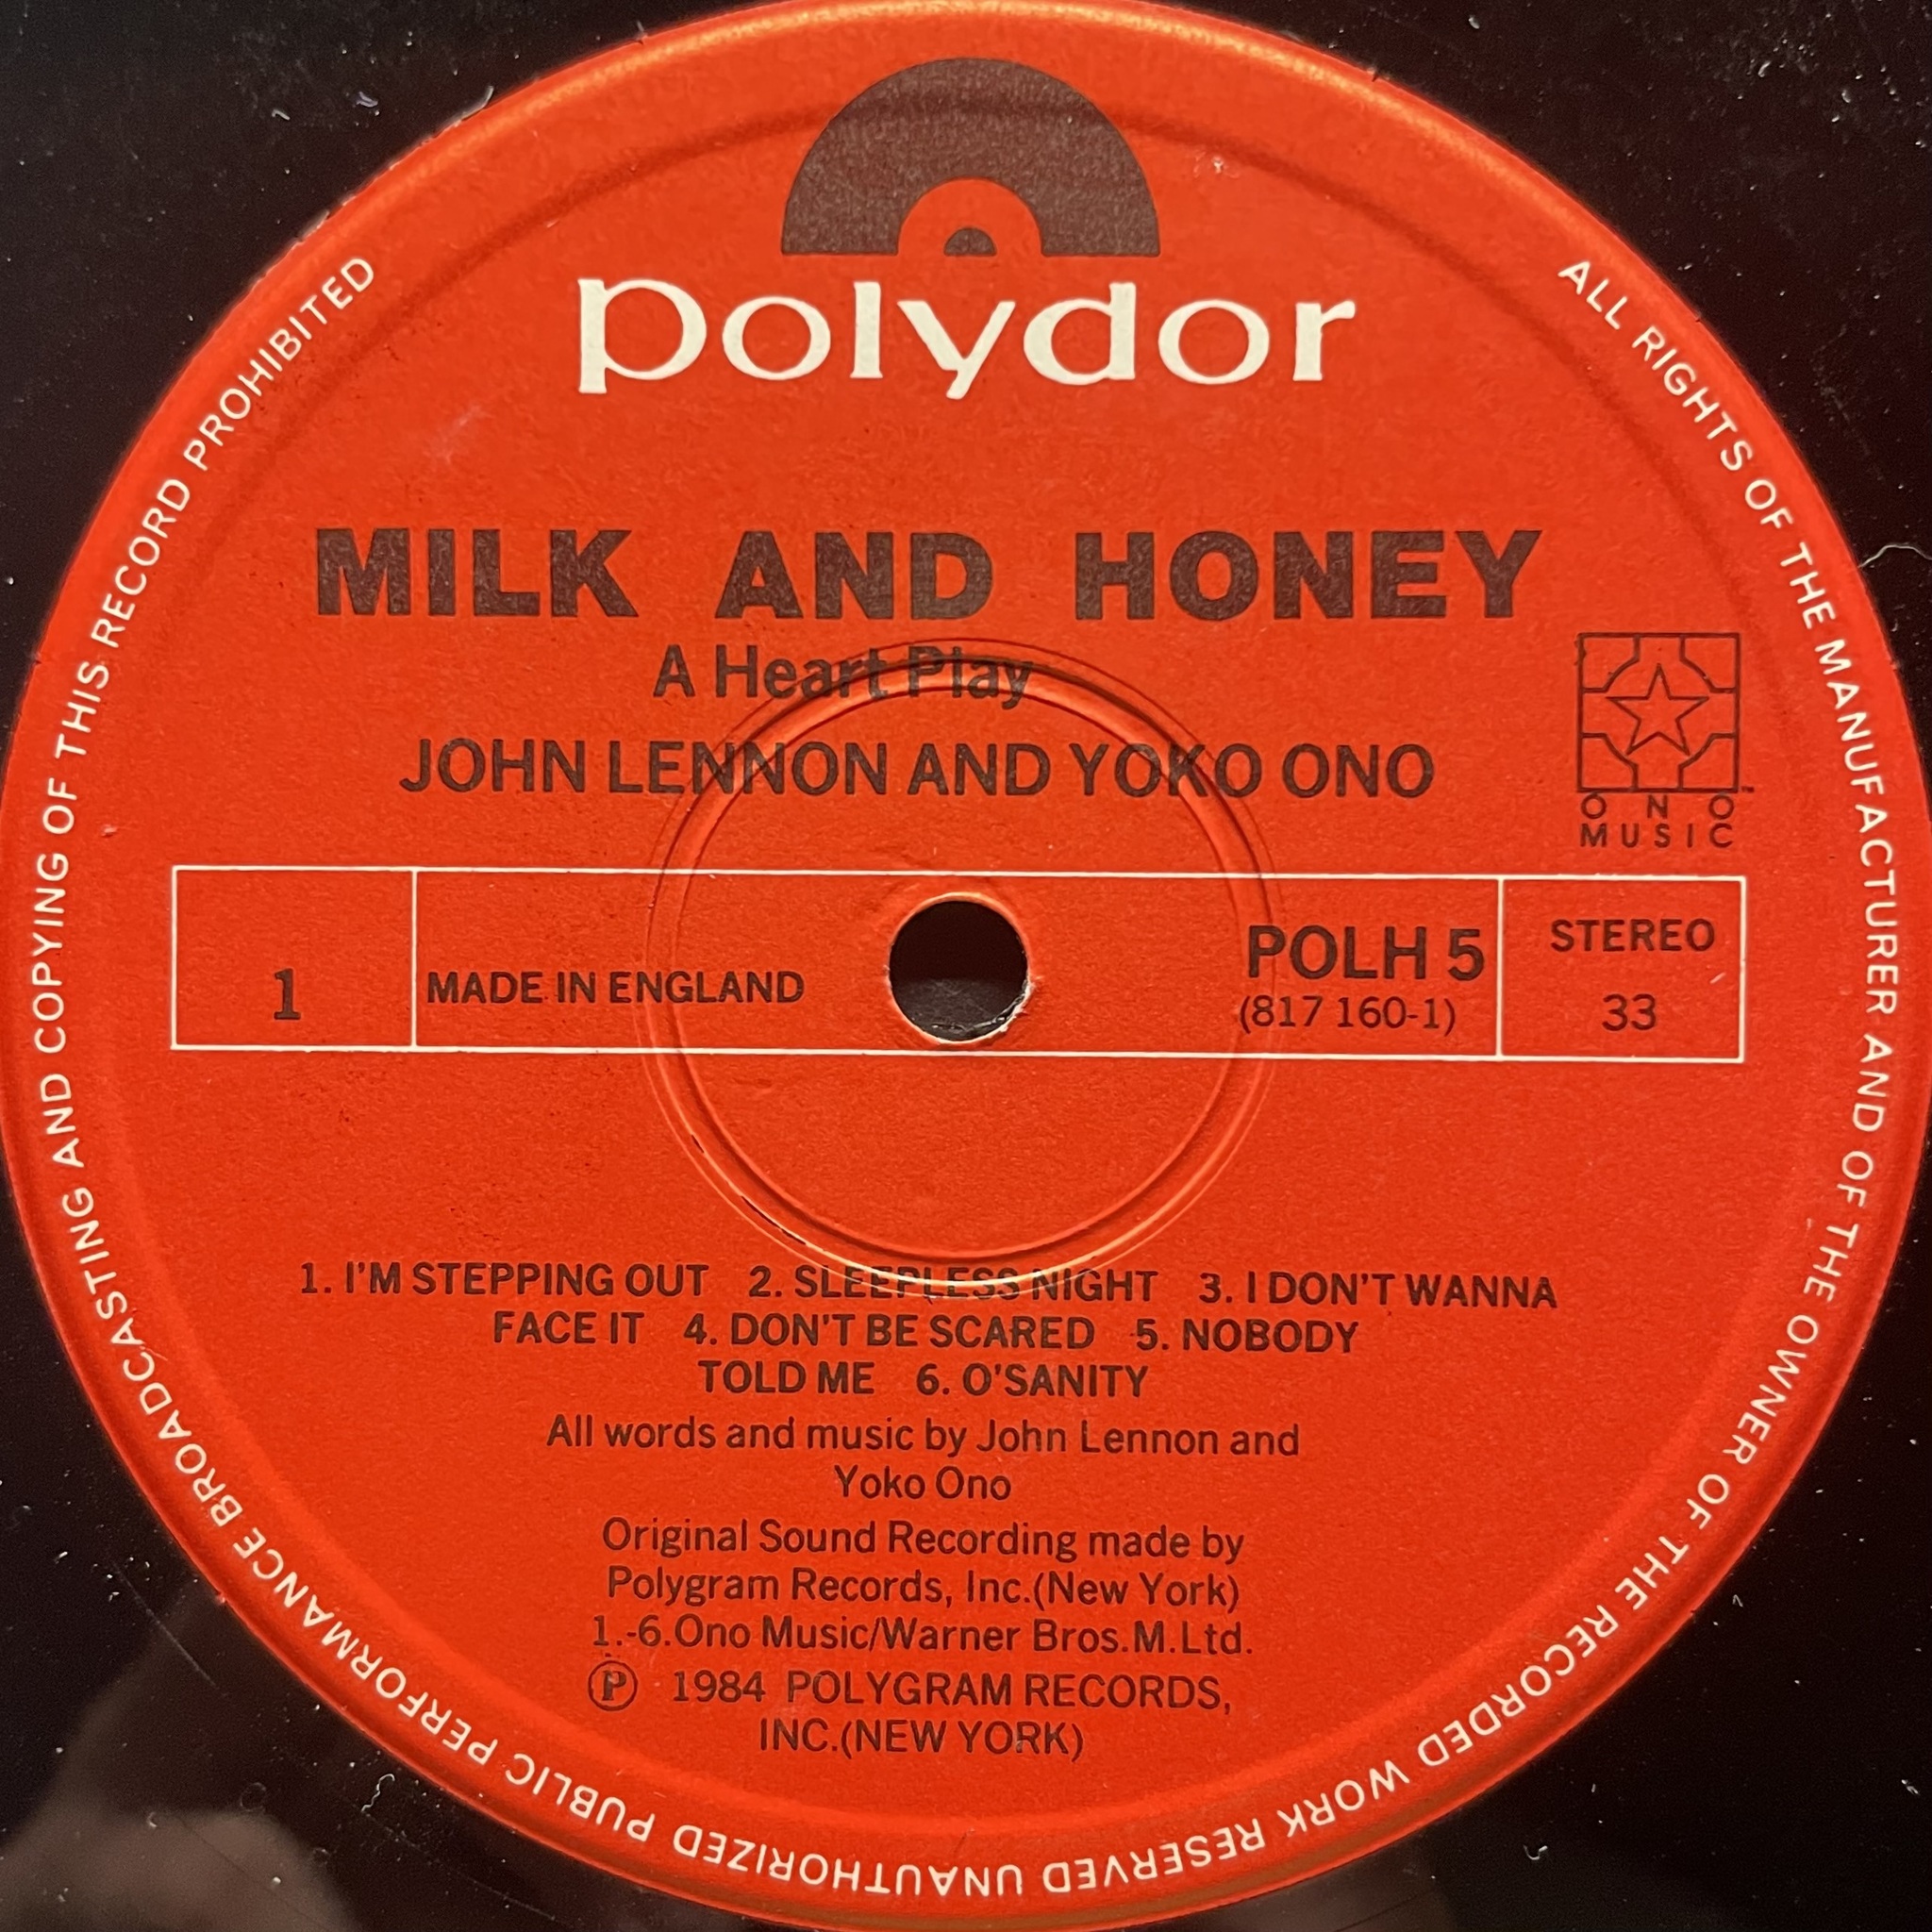 polydor
MILK AND HONEY
A Heart Play
JOHN LENNON AND YOKO ONO
ONO
MUSIC
1
MADE IN ENGLAND
POLH 5
(817 160-1)
STEREO
33
1. I'M STEPPING OUT 2. SLEEPLESS NIGHT 3. I DON'T WANNA
FACE IT 4. DON'T BE SCARED 5. NOBODY
TOLD ME 6. O'SANITY
All words and music by John Lennon and
Yoko Ono
Original Sound Recording made by
Polygram Records, Inc.(New York)
1.-6.Ono Music/Warner Bros.M.Ltd.
Ⓟ 1984 POLYGRAM RECORDS,
INC.(NEW YORK)
ALL RIGHTS OF THE MANUFACTURER AND OF THE OWNER OF THE RECORDED WORK RESERVED UNAUTHORIZED PUBLIC PERFORMANCE BROADCASTING AND COPYING OF THIS RECORD PROHIBITED